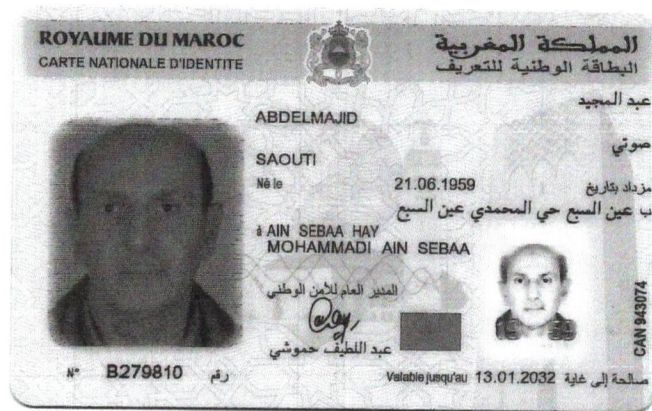 ROYAUME DU MAROC
المملكة المغربية
CARTE NATIONALE D'IDENTITE
البطاقة الوطنية للتعريف
عبد المجيد
ABDELMAJID
صوتي
SAOUTI
Né le 21.06.1959 مزداد بتاريخ
ب عين السبع حي المحمدي عين السبع
à AIN SEBAA HAY
MOHAMMADI AIN SEBAA
المدير العام للأمن الوطني
عبد اللطيف حموشي
CAN 943074
N° B279810 رقم
Valable jusqu'au 13.01.2032 صالحة إلى غاية